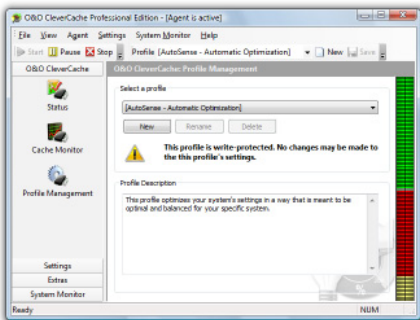 O&O CleverCache Professional Edition - [Agent is active]
File View Agent Settings System Monitor Help
Start Pause Stop Profile [AutoSense - Automatic Optimization] New Save
O&O CleverCache
O&O CleverCache: Profile Management
Status
Cache Monitor
Profile Management
Settings
Extras
System Monitor
Select a profile
[AutoSense - Automatic Optimization]
New Rename Delete
This profile is write-protected. No changes may be made to
the this profile's settings.
Profile Description
This profile optimizes your system's settings in a way that is meant to be
optimal and balanced for your specific system.
Ready NUM